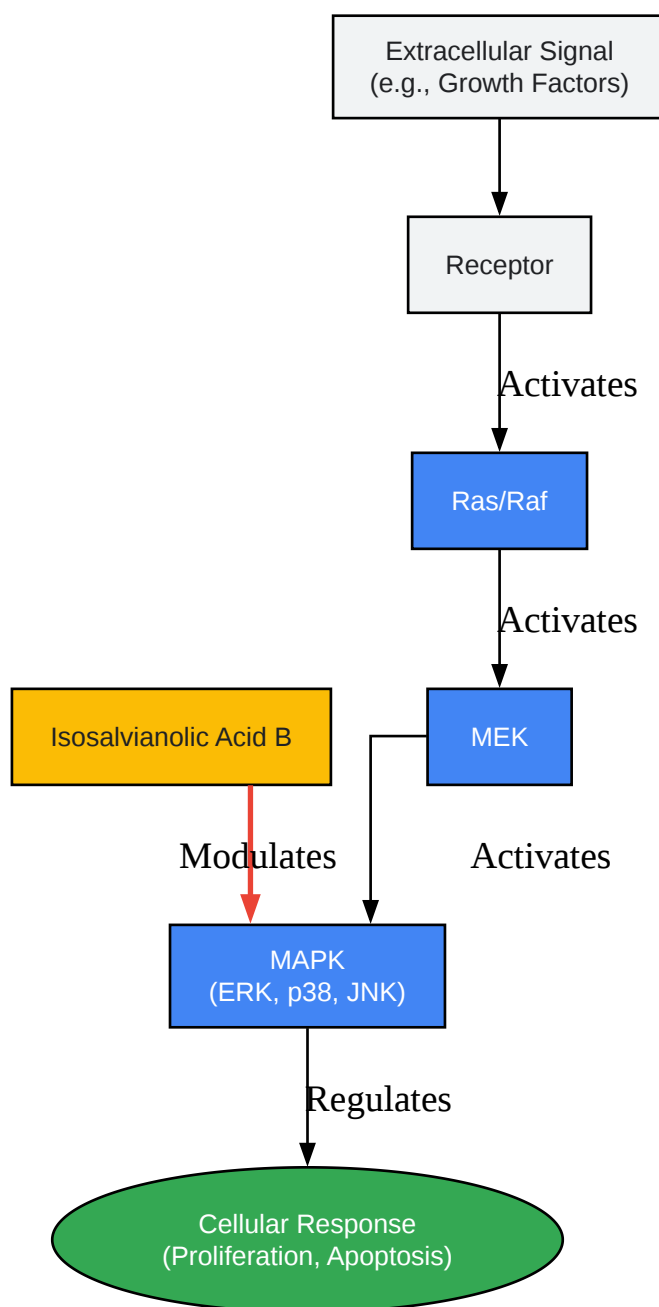 Extracellular Signal
(e.g., Growth Factors)
Receptor
Activates
Ras/Raf
Activates
Isosalvianolic Acid B
MEK
Modulates
Activates
MAPK
(ERK, p38, JNK)
Regulates
Cellular Response
(Proliferation, Apoptosis)